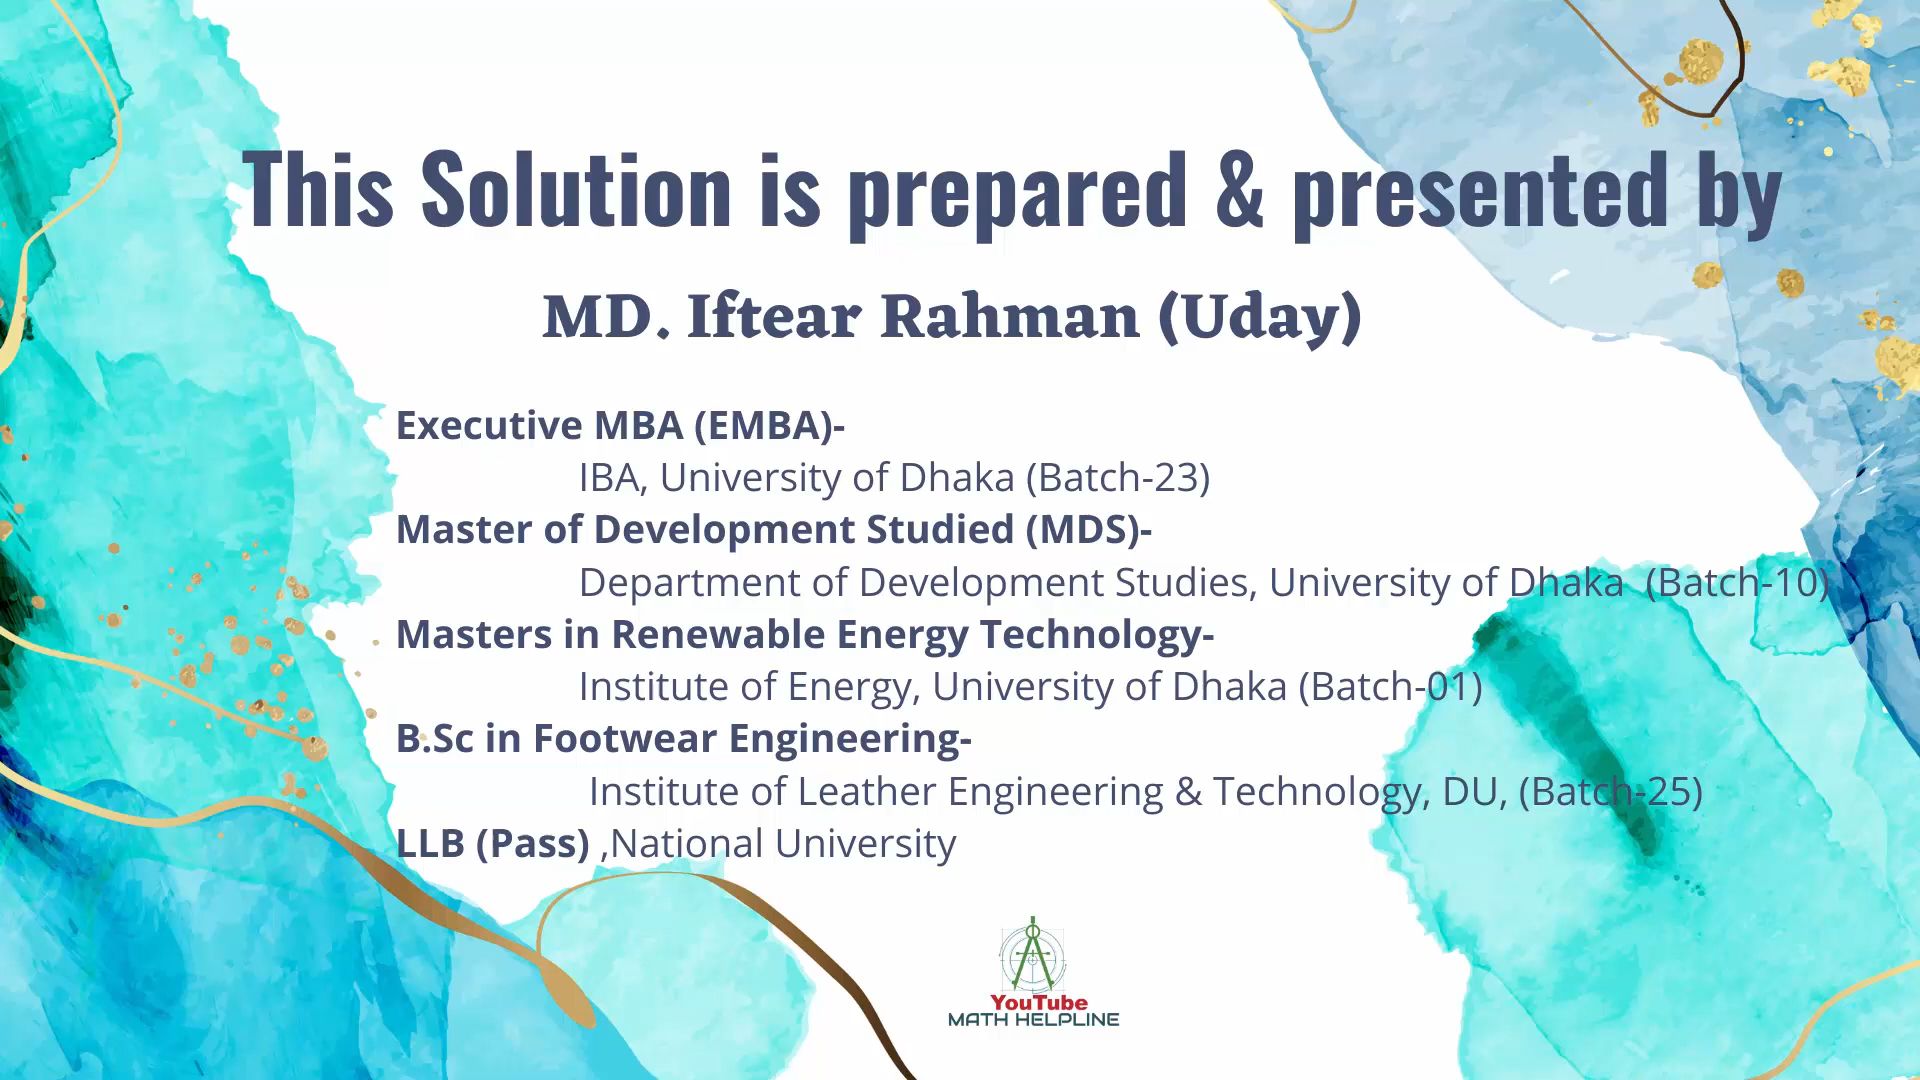 This Solution is prepared & presented by
MD. Iftear Rahman (Uday)
Executive MBA (EMBA)-
IBA, University of Dhaka (Batch-23)
Master of Development Studied (MDS)-
Department of Development Studies, University of Dhaka (Batch-10)
Masters in Renewable Energy Technology-
Institute of Energy, University of Dhaka (Batch-01)
B.Sc in Footwear Engineering-
Institute of Leather Engineering & Technology, DU, (Batch-25)
LLB (Pass) ,National University
YouTube
MATH HELPLINE